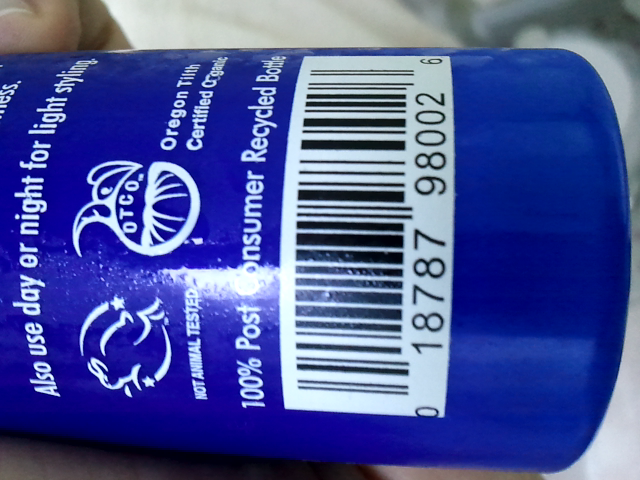 ness.
Also use day or night for light styling.
OTCO
Oregon Tilth
Certified Organic
NOT ANIMAL TESTED
100% Post Consumer Recycled Bottle
0 18787 98002 6